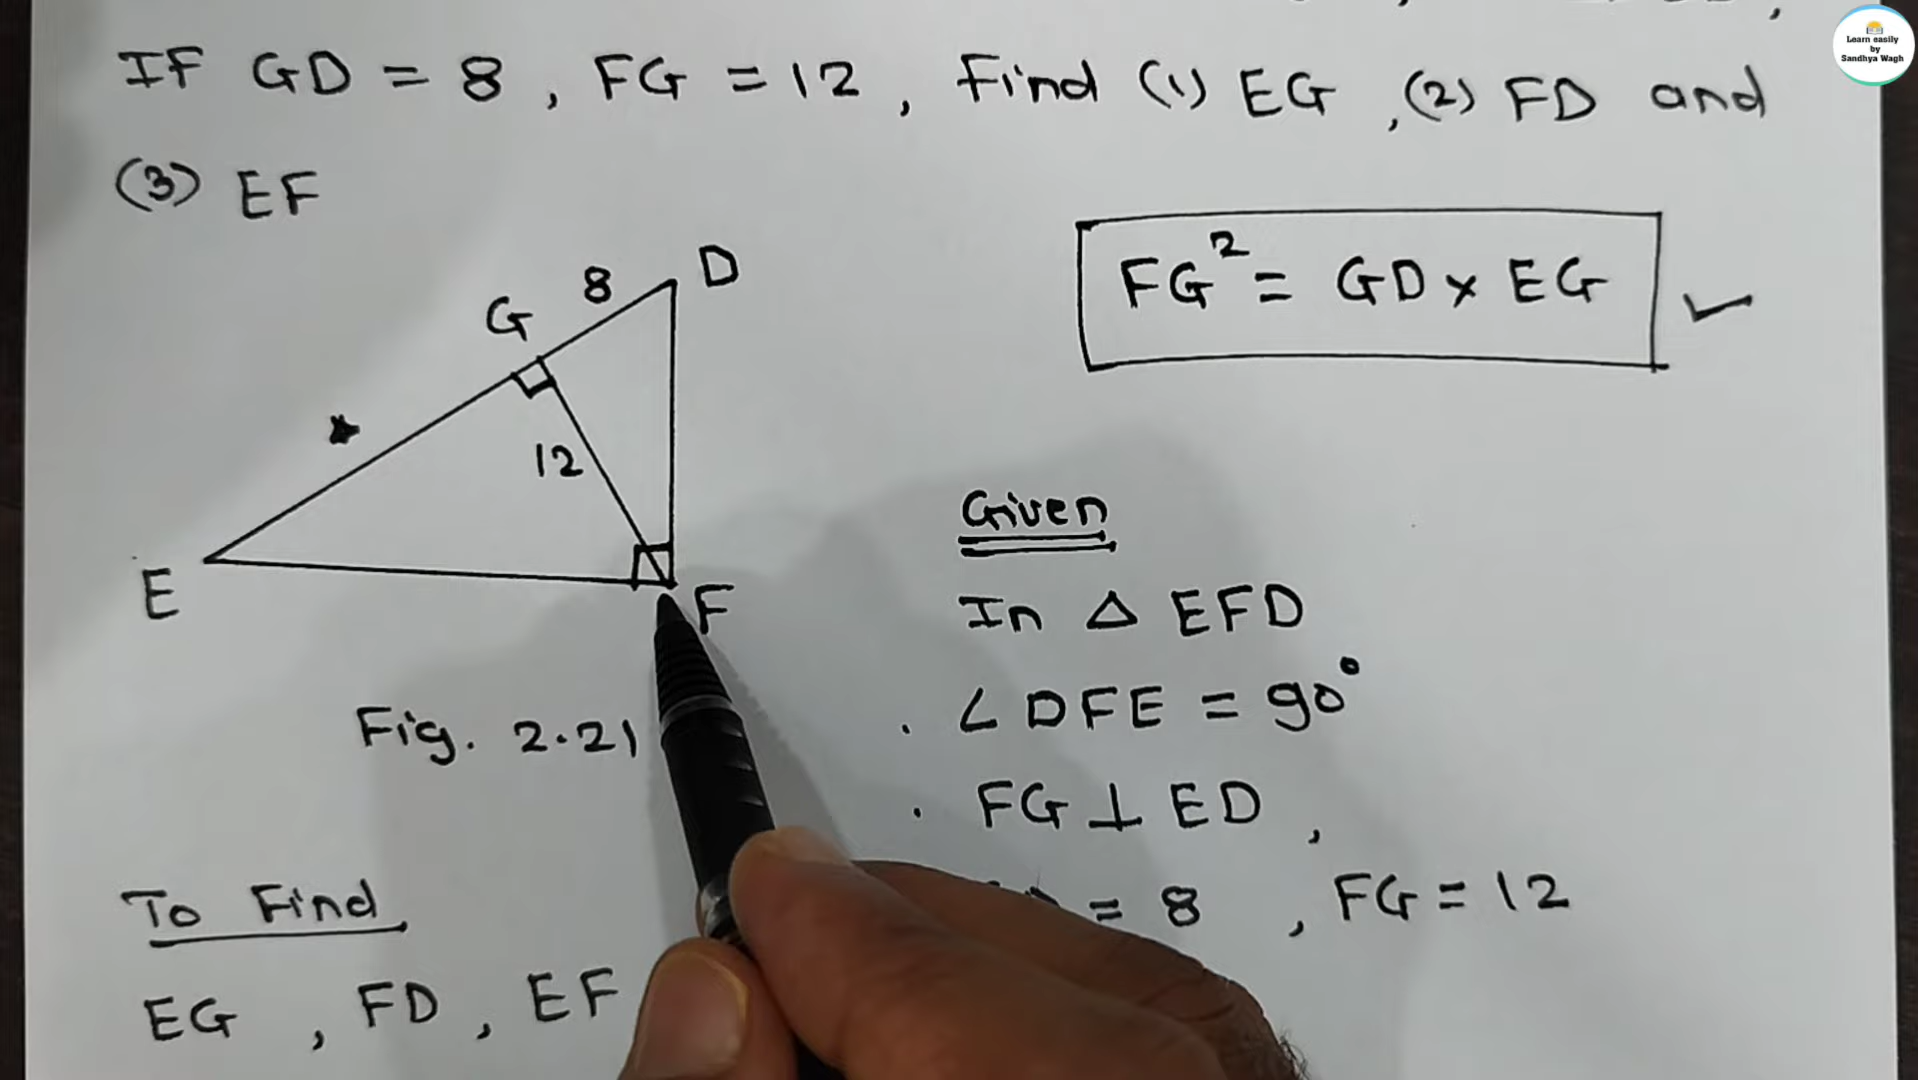 IF GD = 8 , FG = 12 , Find (1) EG , (2) FD and
(3) EF
FG² = GD x EG
D
8
G
12
E
F
Fig. 2.21
Given
In △ EFD
. ∠ DFE = 90°
. FG ⊥ ED ,
= 8 , FG = 12
To Find
EG , FD , EF
Learn easily
by
Sandhya Wagh